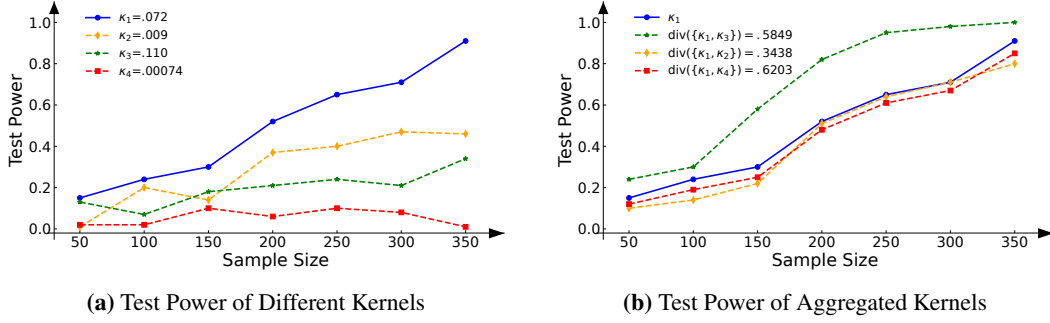 κ₁=.072
κ₂=.009
κ₃=.110
κ₄=.00074
1.0
0.8
0.6
0.4
0.2
0.0
Test Power
50 100 150 200 250 300 350
Sample Size
(a) Test Power of Different Kernels
κ₁
div({κ₁, κ₃})=.5849
div({κ₁, κ₂})=.3438
div({κ₁, κ₄})=.6203
1.0
0.8
0.6
0.4
0.2
0.0
Test Power
50 100 150 200 250 300 350
Sample Size
(b) Test Power of Aggregated Kernels